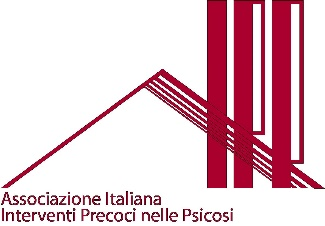 Associazione Italiana
Interventi Precoci nelle Psicosi